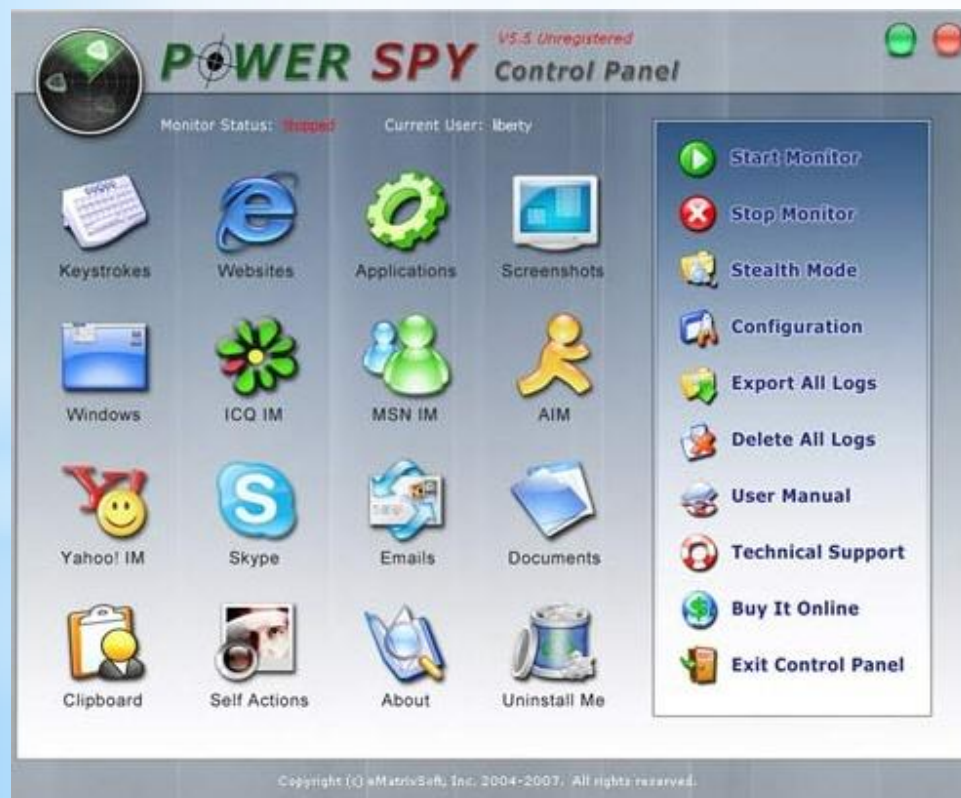 POWER SPY
V5.5 Unregistered
Control Panel
Monitor Status: Stopped
Current User: liberty
Keystrokes
Websites
Applications
Screenshots
Windows
ICQ IM
MSN IM
AIM
Yahoo! IM
Skype
Emails
Documents
Clipboard
Self Actions
About
Uninstall Me
Start Monitor
Stop Monitor
Stealth Mode
Configuration
Export All Logs
Delete All Logs
User Manual
Technical Support
Buy It Online
Exit Control Panel
Copyright (c) eMatrixSoft, Inc. 2004-2007. All rights reserved.